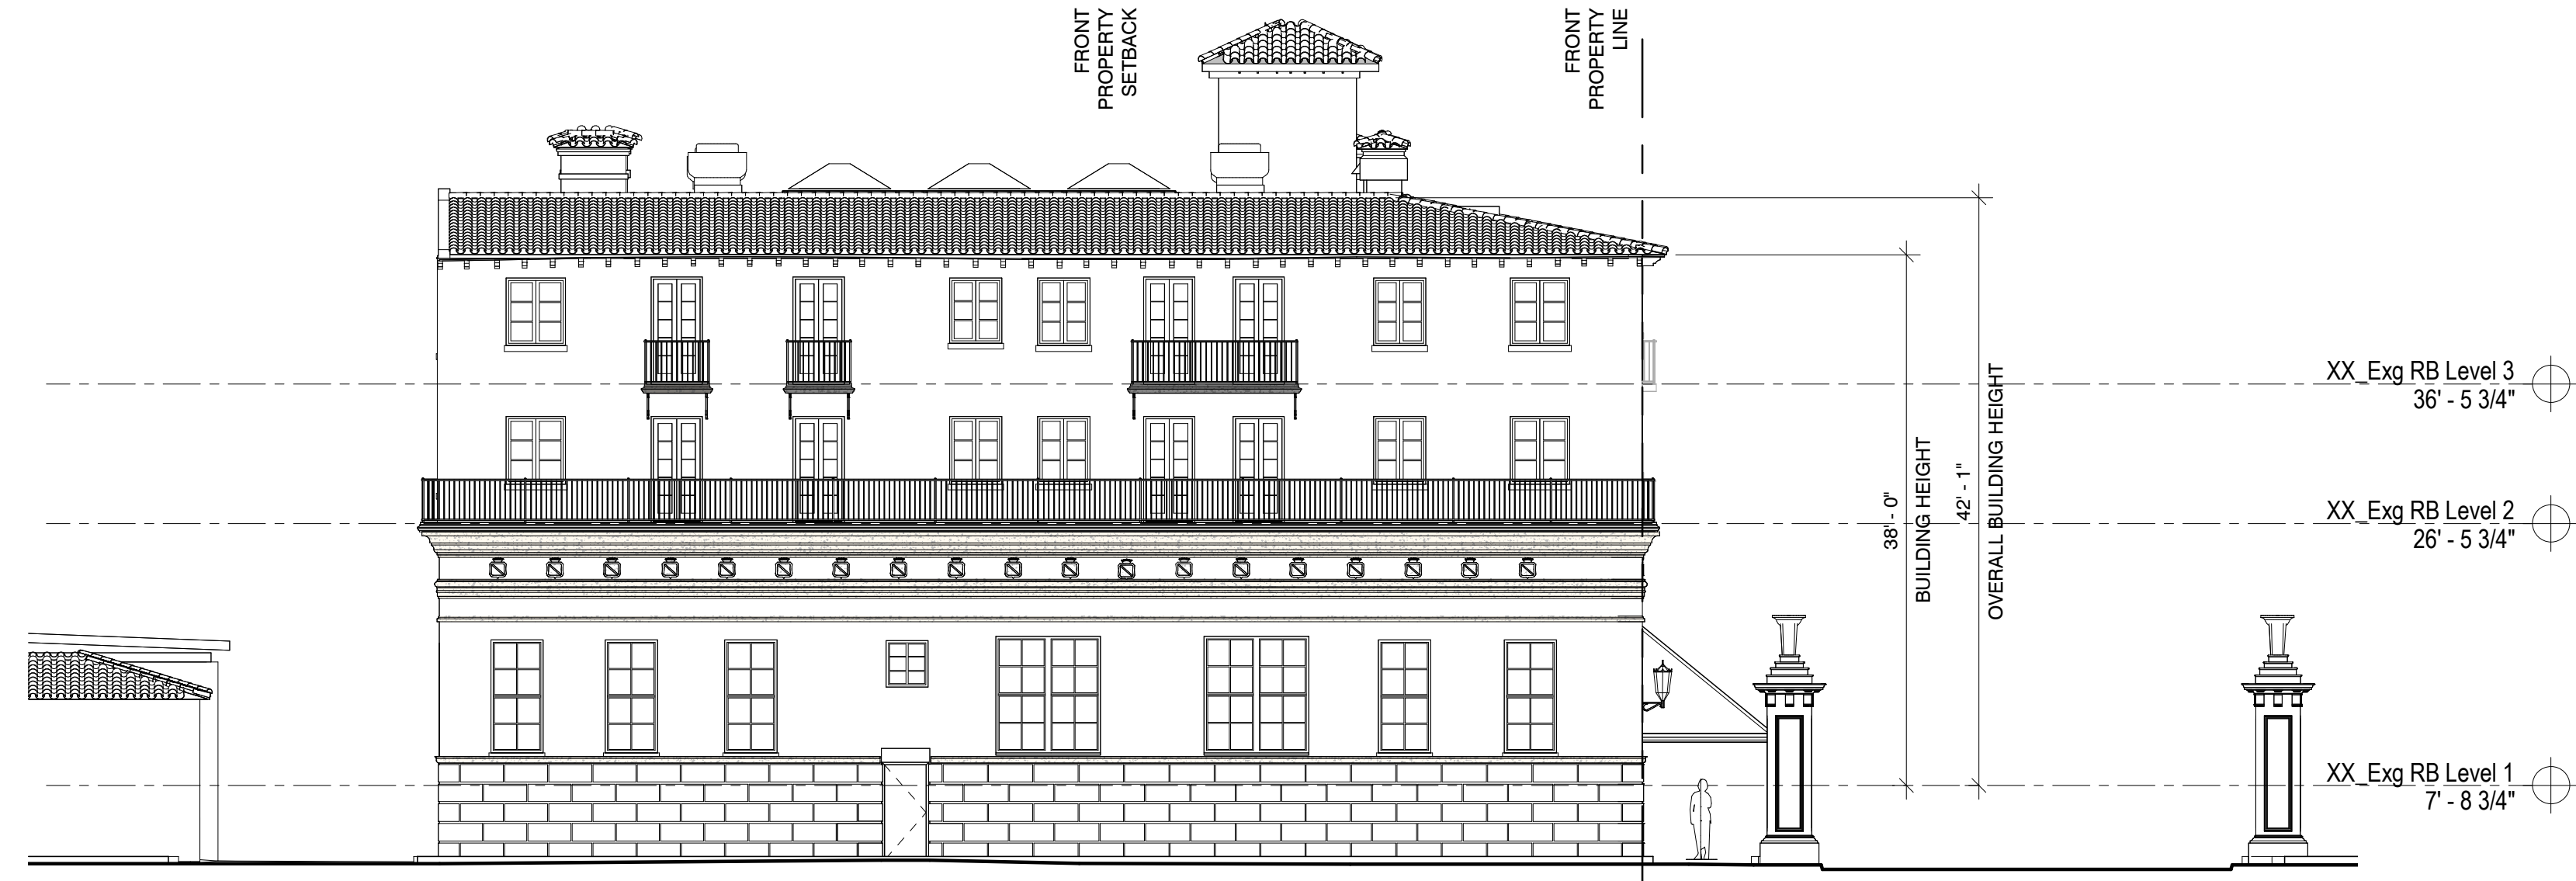 FRONT
PROPERTY
SETBACK
FRONT
PROPERTY
LINE
XX_Exg RB Level 3
36' - 5 3/4"
38' - 0"
BUILDING HEIGHT
42' - 1"
OVERALL BUILDING HEIGHT
XX_Exg RB Level 2
26' - 5 3/4"
XX_Exg RB Level 1
7' - 8 3/4"